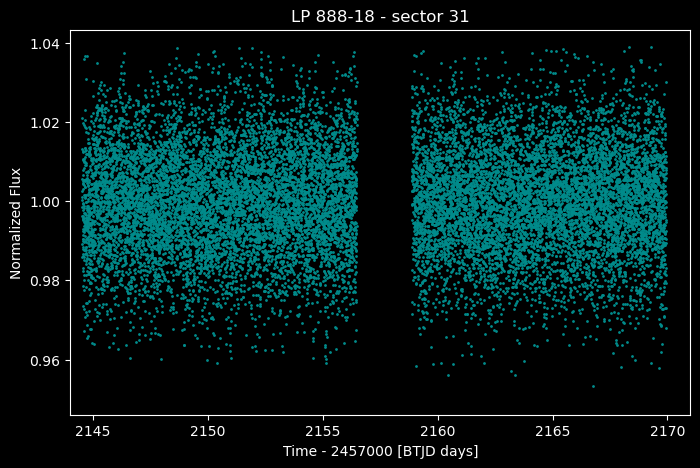 LP 888-18 - sector 31
Normalized Flux
1.04
1.02
1.00
0.98
0.96
2145 2150 2155 2160 2165 2170
Time - 2457000 [BTJD days]